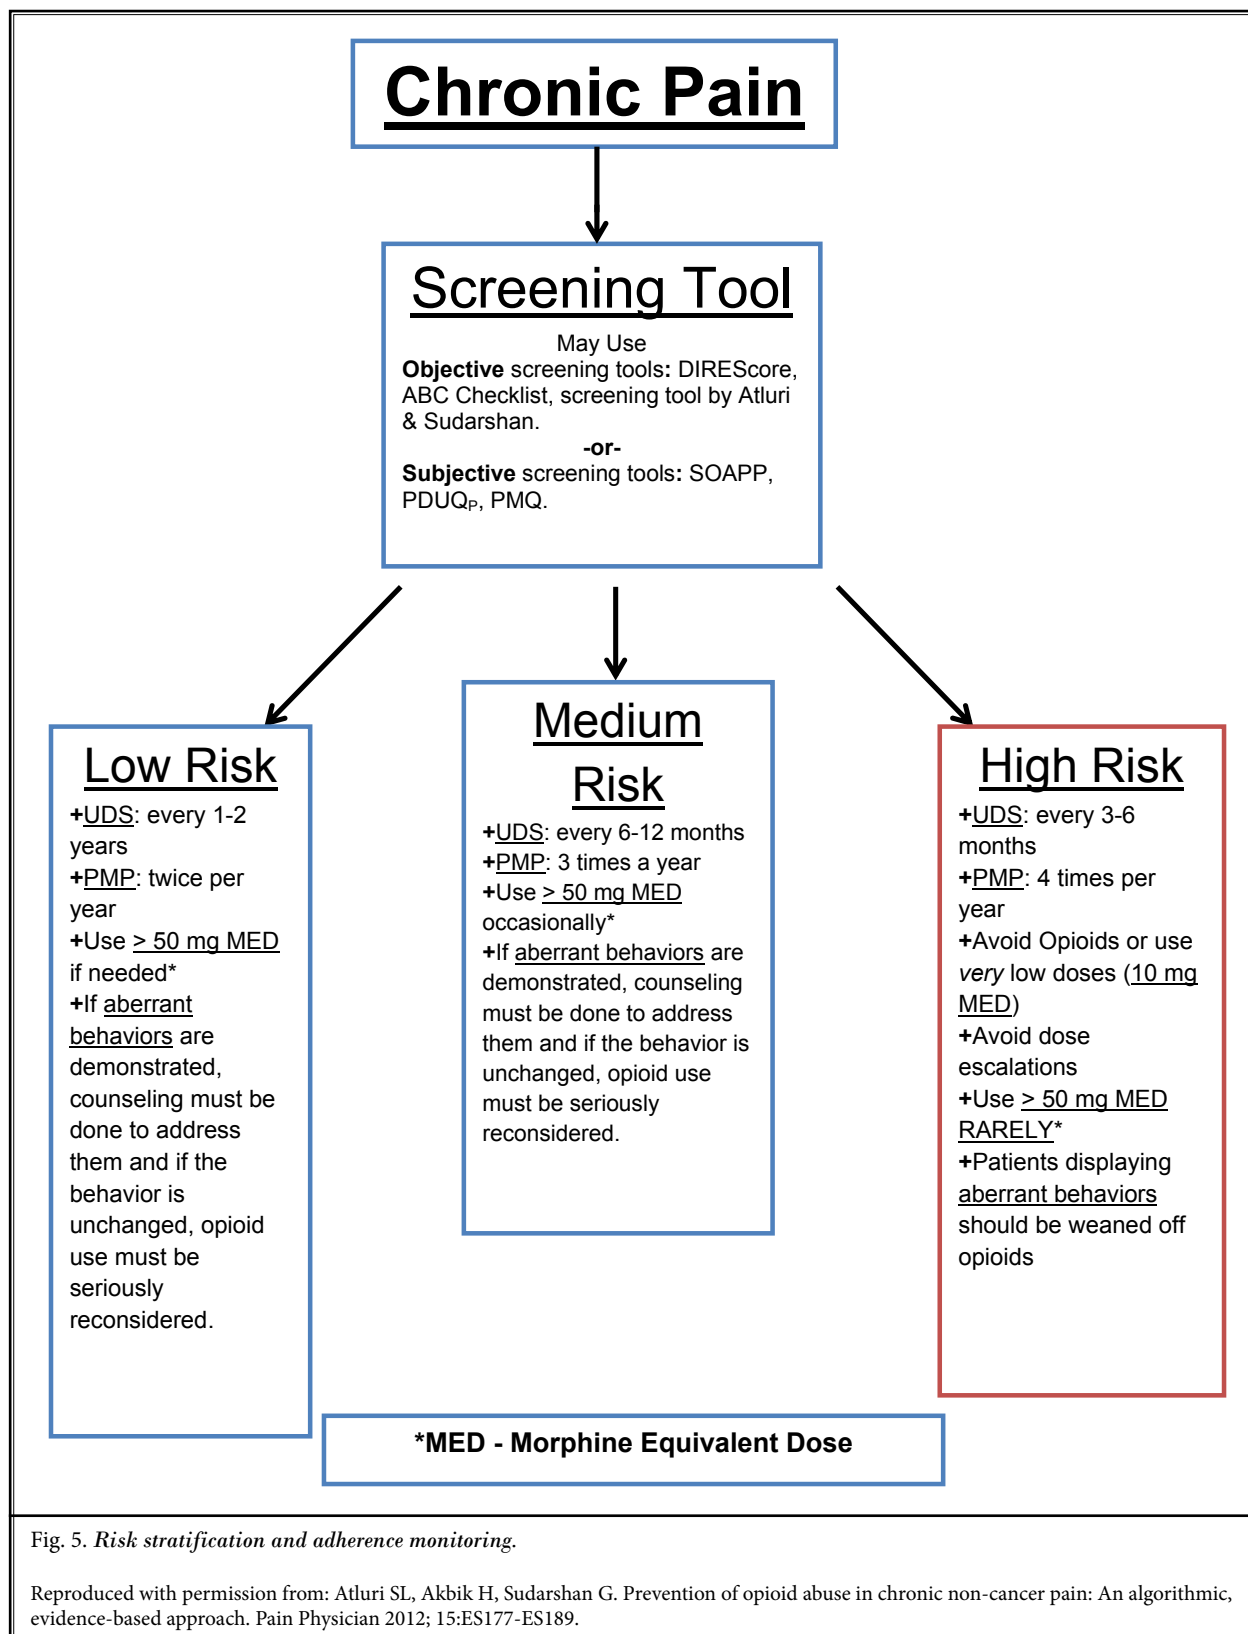 Chronic Pain
Screening Tool
May Use
Objective screening tools: DIREScore,
ABC Checklist, screening tool by Atluri
& Sudarshan.
-or-
Subjective screening tools: SOAPP,
PDUQP, PMQ.
Low Risk
+UDS: every 1-2
years
+PMP: twice per
year
+Use > 50 mg MED
if needed*
+If aberrant
behaviors are
demonstrated,
counseling must be
done to address
them and if the
behavior is
unchanged, opioid
use must be
seriously
reconsidered.
Medium
Risk
+UDS: every 6-12 months
+PMP: 3 times a year
+Use > 50 mg MED
occasionally*
+If aberrant behaviors are
demonstrated, counseling
must be done to address
them and if the behavior is
unchanged, opioid use
must be seriously
reconsidered.
High Risk
+UDS: every 3-6
months
+PMP: 4 times per
year
+Avoid Opioids or use
very low doses (10 mg
MED)
+Avoid dose
escalations
+Use > 50 mg MED
RARELY*
+Patients displaying
aberrant behaviors
should be weaned off
opioids
*MED - Morphine Equivalent Dose
Fig. 5. Risk stratification and adherence monitoring.
Reproduced with permission from: Atluri SL, Akbik H, Sudarshan G. Prevention of opioid abuse in chronic non-cancer pain: An algorithmic,
evidence-based approach. Pain Physician 2012; 15:ES177-ES189.